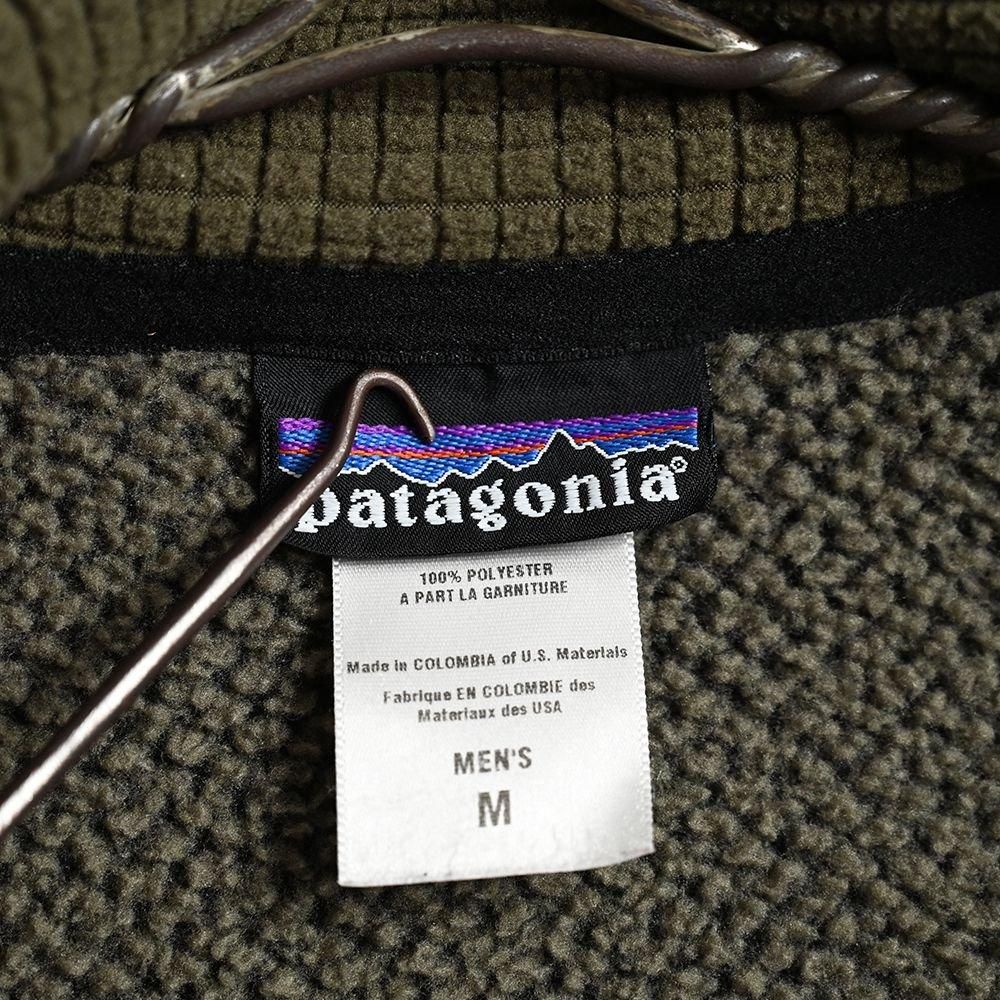 patagonia®
100% POLYESTER
A PART LA GARNITURE
Made in COLOMBIA of U.S. Materials
Fabrique EN COLOMBIE des
Materiaux des USA
MEN'S
M